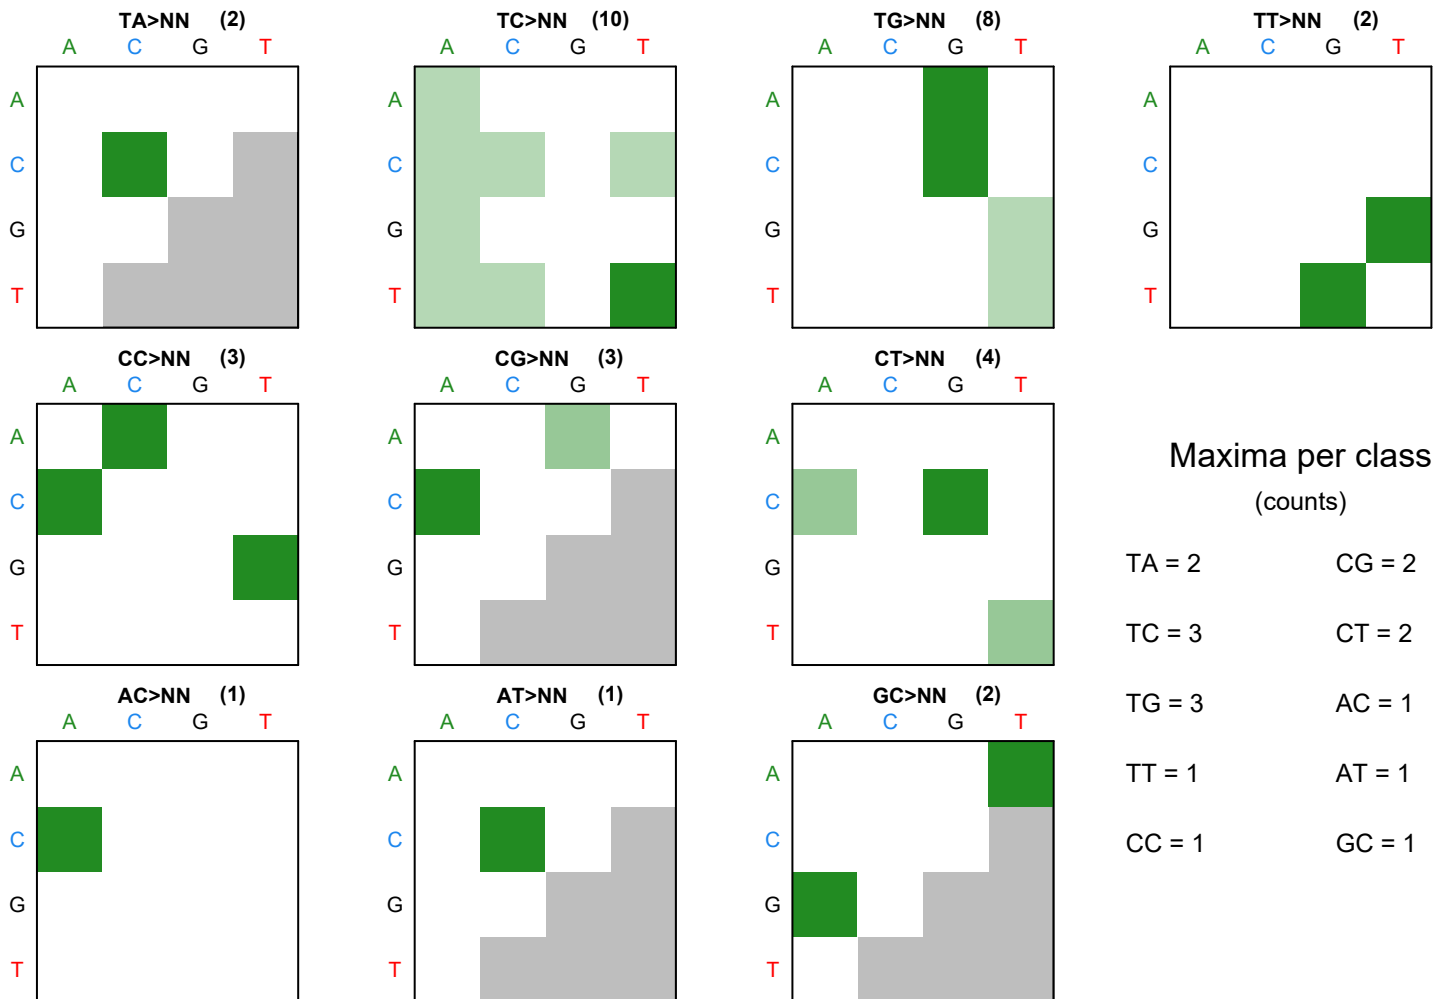 TA>NN (2) TC>NN (10) TG>NN (8) TT>NN (2)
A C G T A C G T A C G T A C G T
A A A A
C C C C
G G G G
T T T T
CC>NN (3) CG>NN (3) CT>NN (4)
A C G T A C G T A C G T
A A A
Maxima per class
C C C
(counts)
G G G
TA = 2 CG = 2
T T T
TC = 3 CT = 2
AC>NN (1) AT>NN (1) GC>NN (2)
TG = 3 AC = 1
A C G T A C G T A C G T
A A A
TT = 1 AT = 1
C C C
CC = 1 GC = 1
G G G
T T T